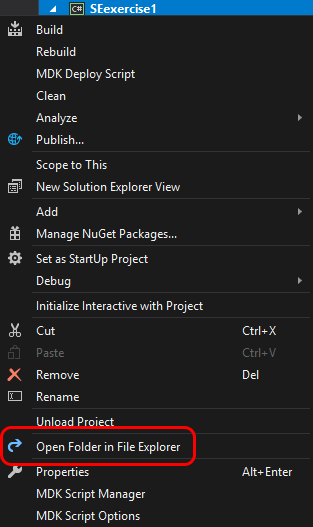 C# SEexercise1
Build
Rebuild
MDK Deploy Script
Clean
Analyze
Publish...
Scope to This
New Solution Explorer View
Add
Manage NuGet Packages...
Set as StartUp Project
Debug
Initialize Interactive with Project
Cut Ctrl+X
Paste Ctrl+V
Remove Del
Rename
Unload Project
Open Folder in File Explorer
Properties Alt+Enter
MDK Script Manager
MDK Script Options